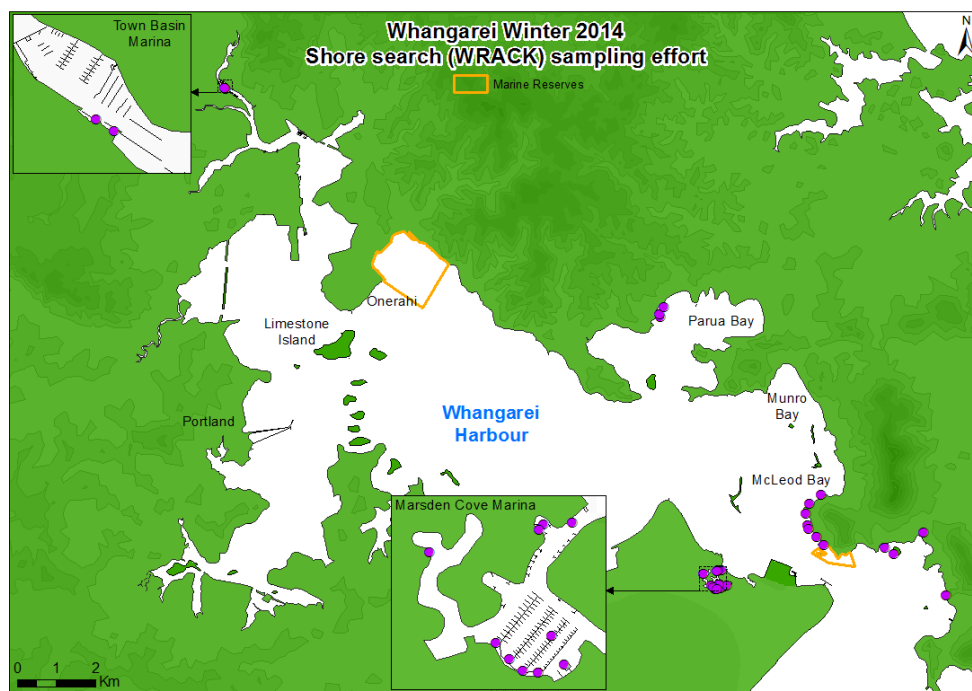 Whangarei Winter 2014
Shore search (WRACK) sampling effort
Marine Reserves
N
Town Basin
Marina
Onerahi
Limestone
Island
Parua Bay
Portland
Whangarei
Harbour
Munro
Bay
McLeod Bay
Marsden Cove Marina
0 1 2
Km